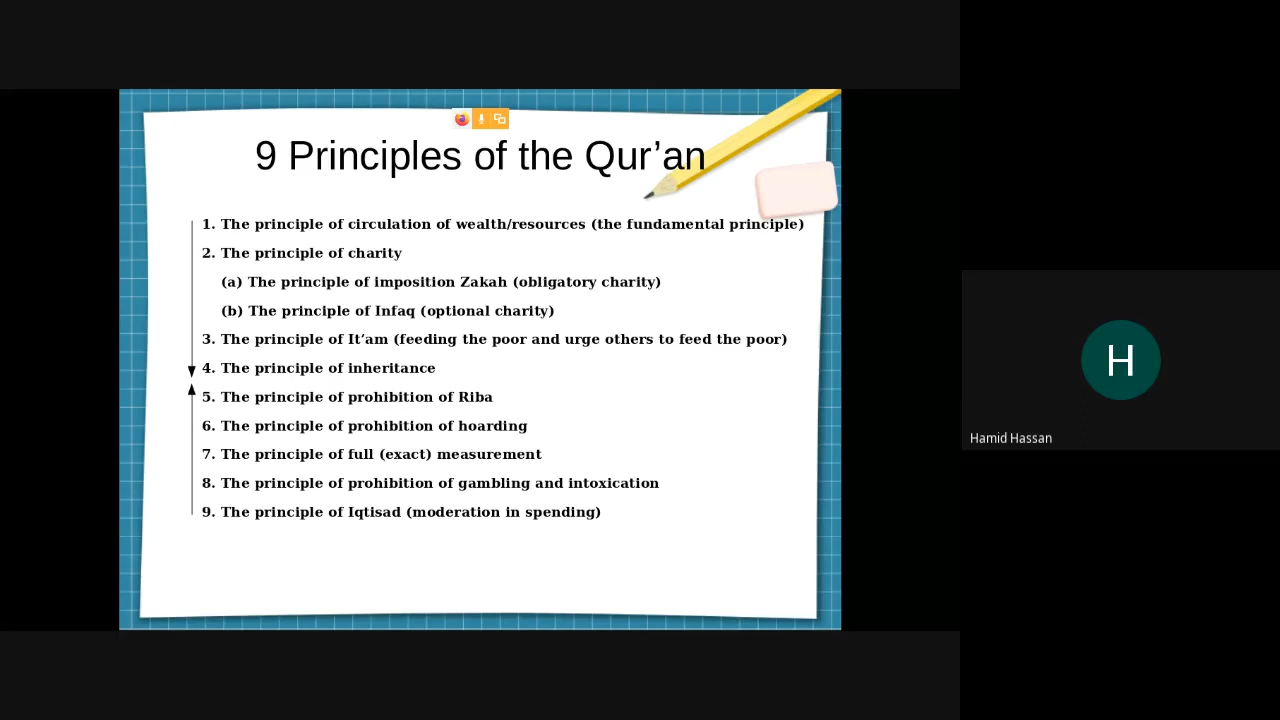 9 Principles of the Qur’an
1. The principle of circulation of wealth/resources (the fundamental principle)
2. The principle of charity
(a) The principle of imposition Zakah (obligatory charity)
(b) The principle of Infaq (optional charity)
3. The principle of It’am (feeding the poor and urge others to feed the poor)
4. The principle of inheritance
5. The principle of prohibition of Riba
6. The principle of prohibition of hoarding
7. The principle of full (exact) measurement
8. The principle of prohibition of gambling and intoxication
9. The principle of Iqtisad (moderation in spending)
H
Hamid Hassan